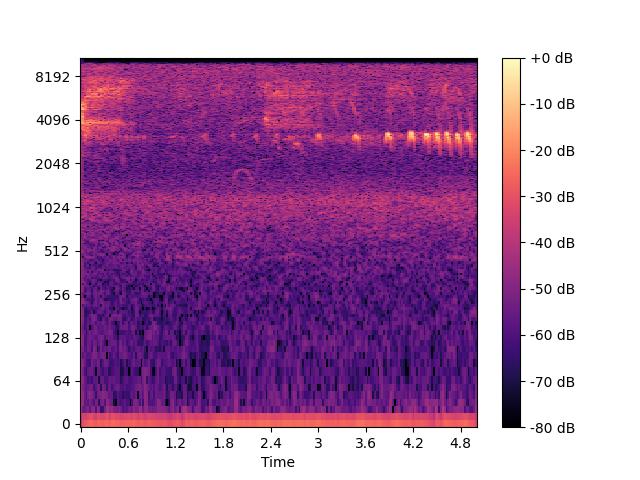 8192
4096
2048
1024
512
256
128
64
0
Hz
0 0.6 1.2 1.8 2.4 3 3.6 4.2 4.8
Time
+0 dB
-10 dB
-20 dB
-30 dB
-40 dB
-50 dB
-60 dB
-70 dB
-80 dB